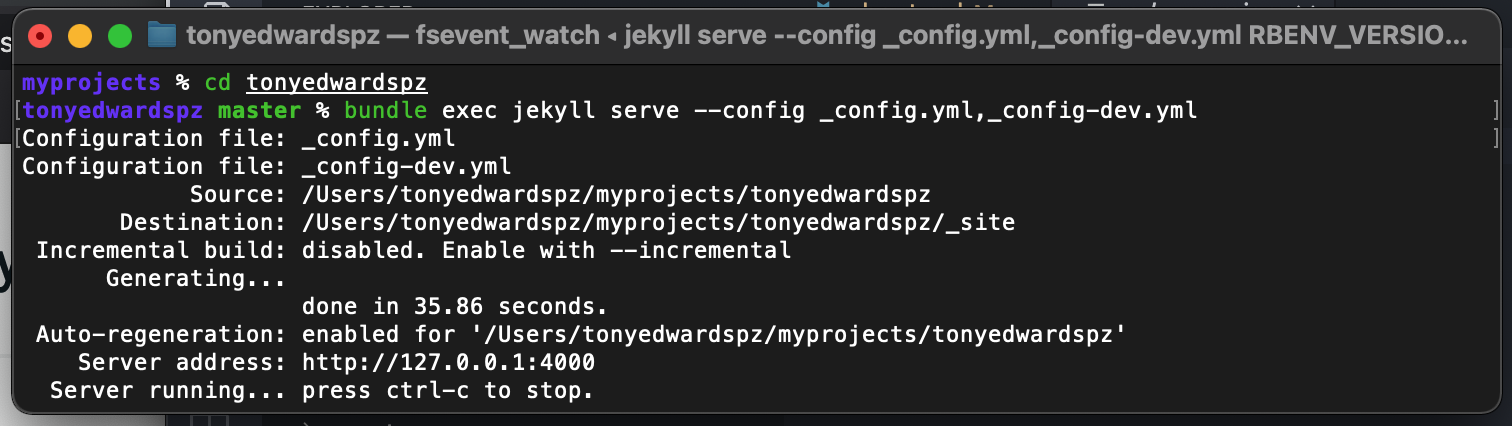 tonyedwardspz — fsevent_watch ◂ jekyll serve --config _config.yml,_config-dev.yml RBENV_VERSIO...
myprojects % cd tonyedwardspz
[tonyedwardspz master % bundle exec jekyll serve --config _config.yml,_config-dev.yml ]
[Configuration file: _config.yml ]
Configuration file: _config-dev.yml
Source: /Users/tonyedwardspz/myprojects/tonyedwardspz
Destination: /Users/tonyedwardspz/myprojects/tonyedwardspz/_site
Incremental build: disabled. Enable with --incremental
Generating...
done in 35.86 seconds.
Auto-regeneration: enabled for '/Users/tonyedwardspz/myprojects/tonyedwardspz'
Server address: http://127.0.0.1:4000
Server running... press ctrl-c to stop.